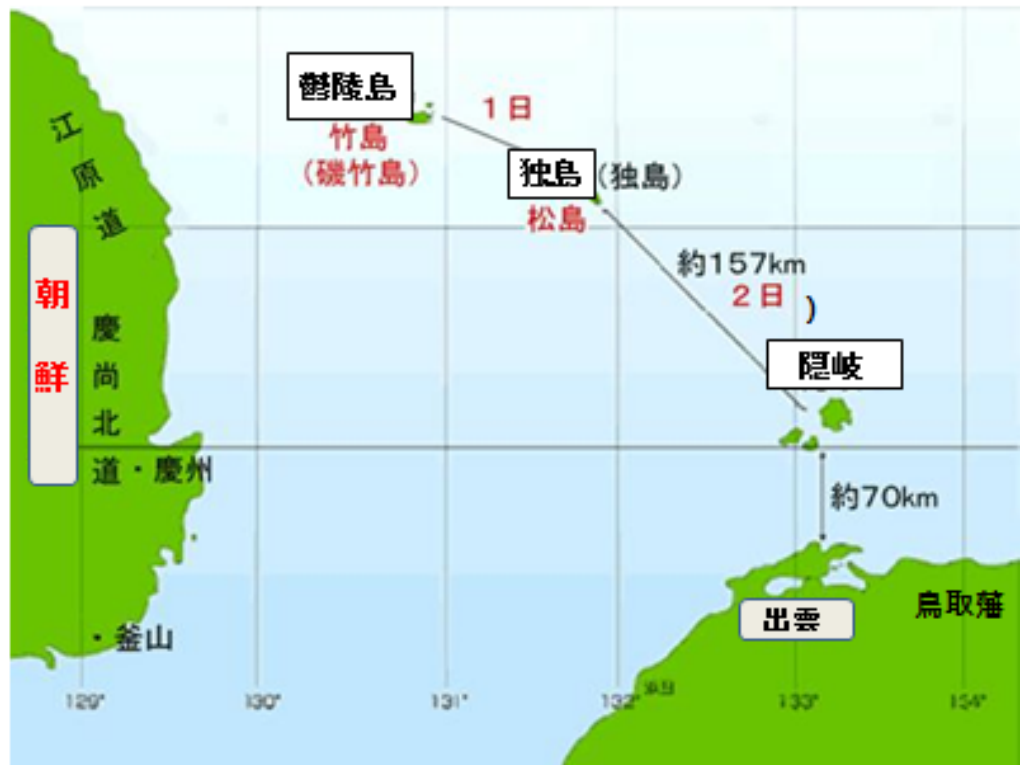 鬱陵島
竹島
(磯竹島)
1日
独島(独島)
松島
約157km
2日
)
隠岐
約70km
出雲
鳥取藩
江原道
朝鮮
慶尚北
道・慶州
・釜山
浜田
129°
130°
131°
132°
133°
134°